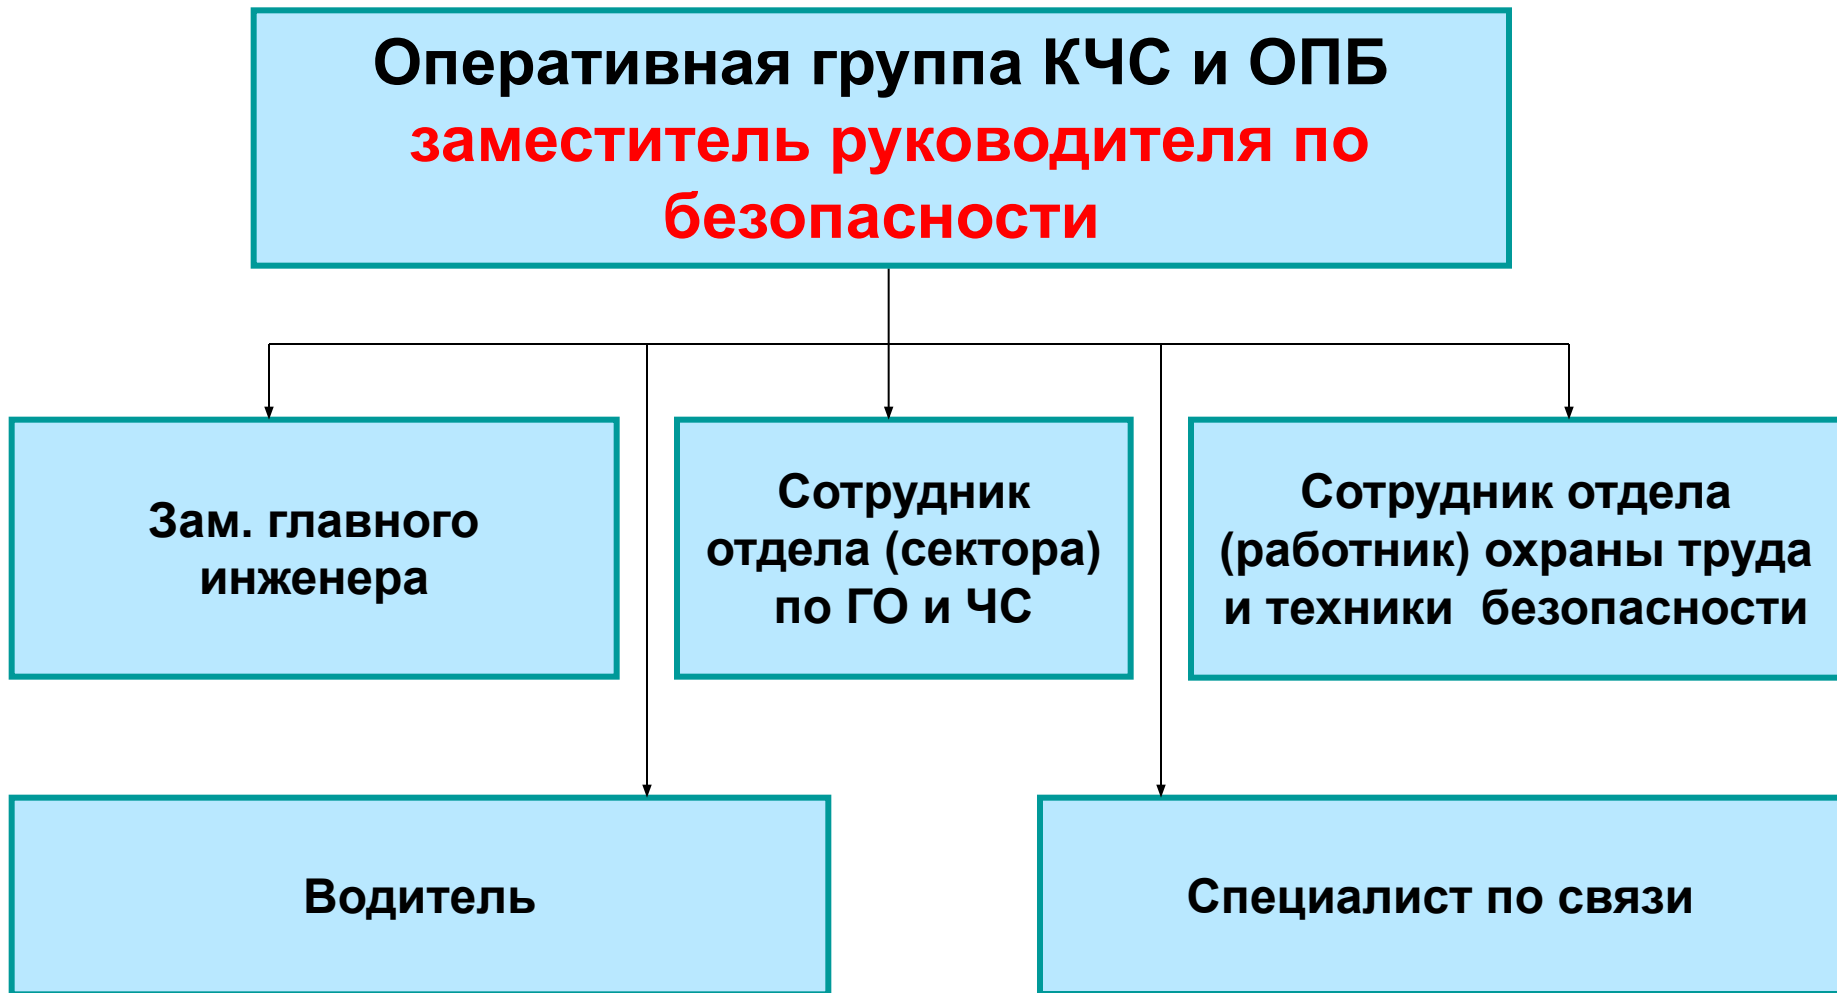 Оперативная группа КЧС и ОПБ
заместитель руководителя по
безопасности
Зам. главного
инженера
Сотрудник
отдела (сектора)
по ГО и ЧС
Сотрудник отдела
(работник) охраны труда
и техники  безопасности
Водитель
Специалист по связи